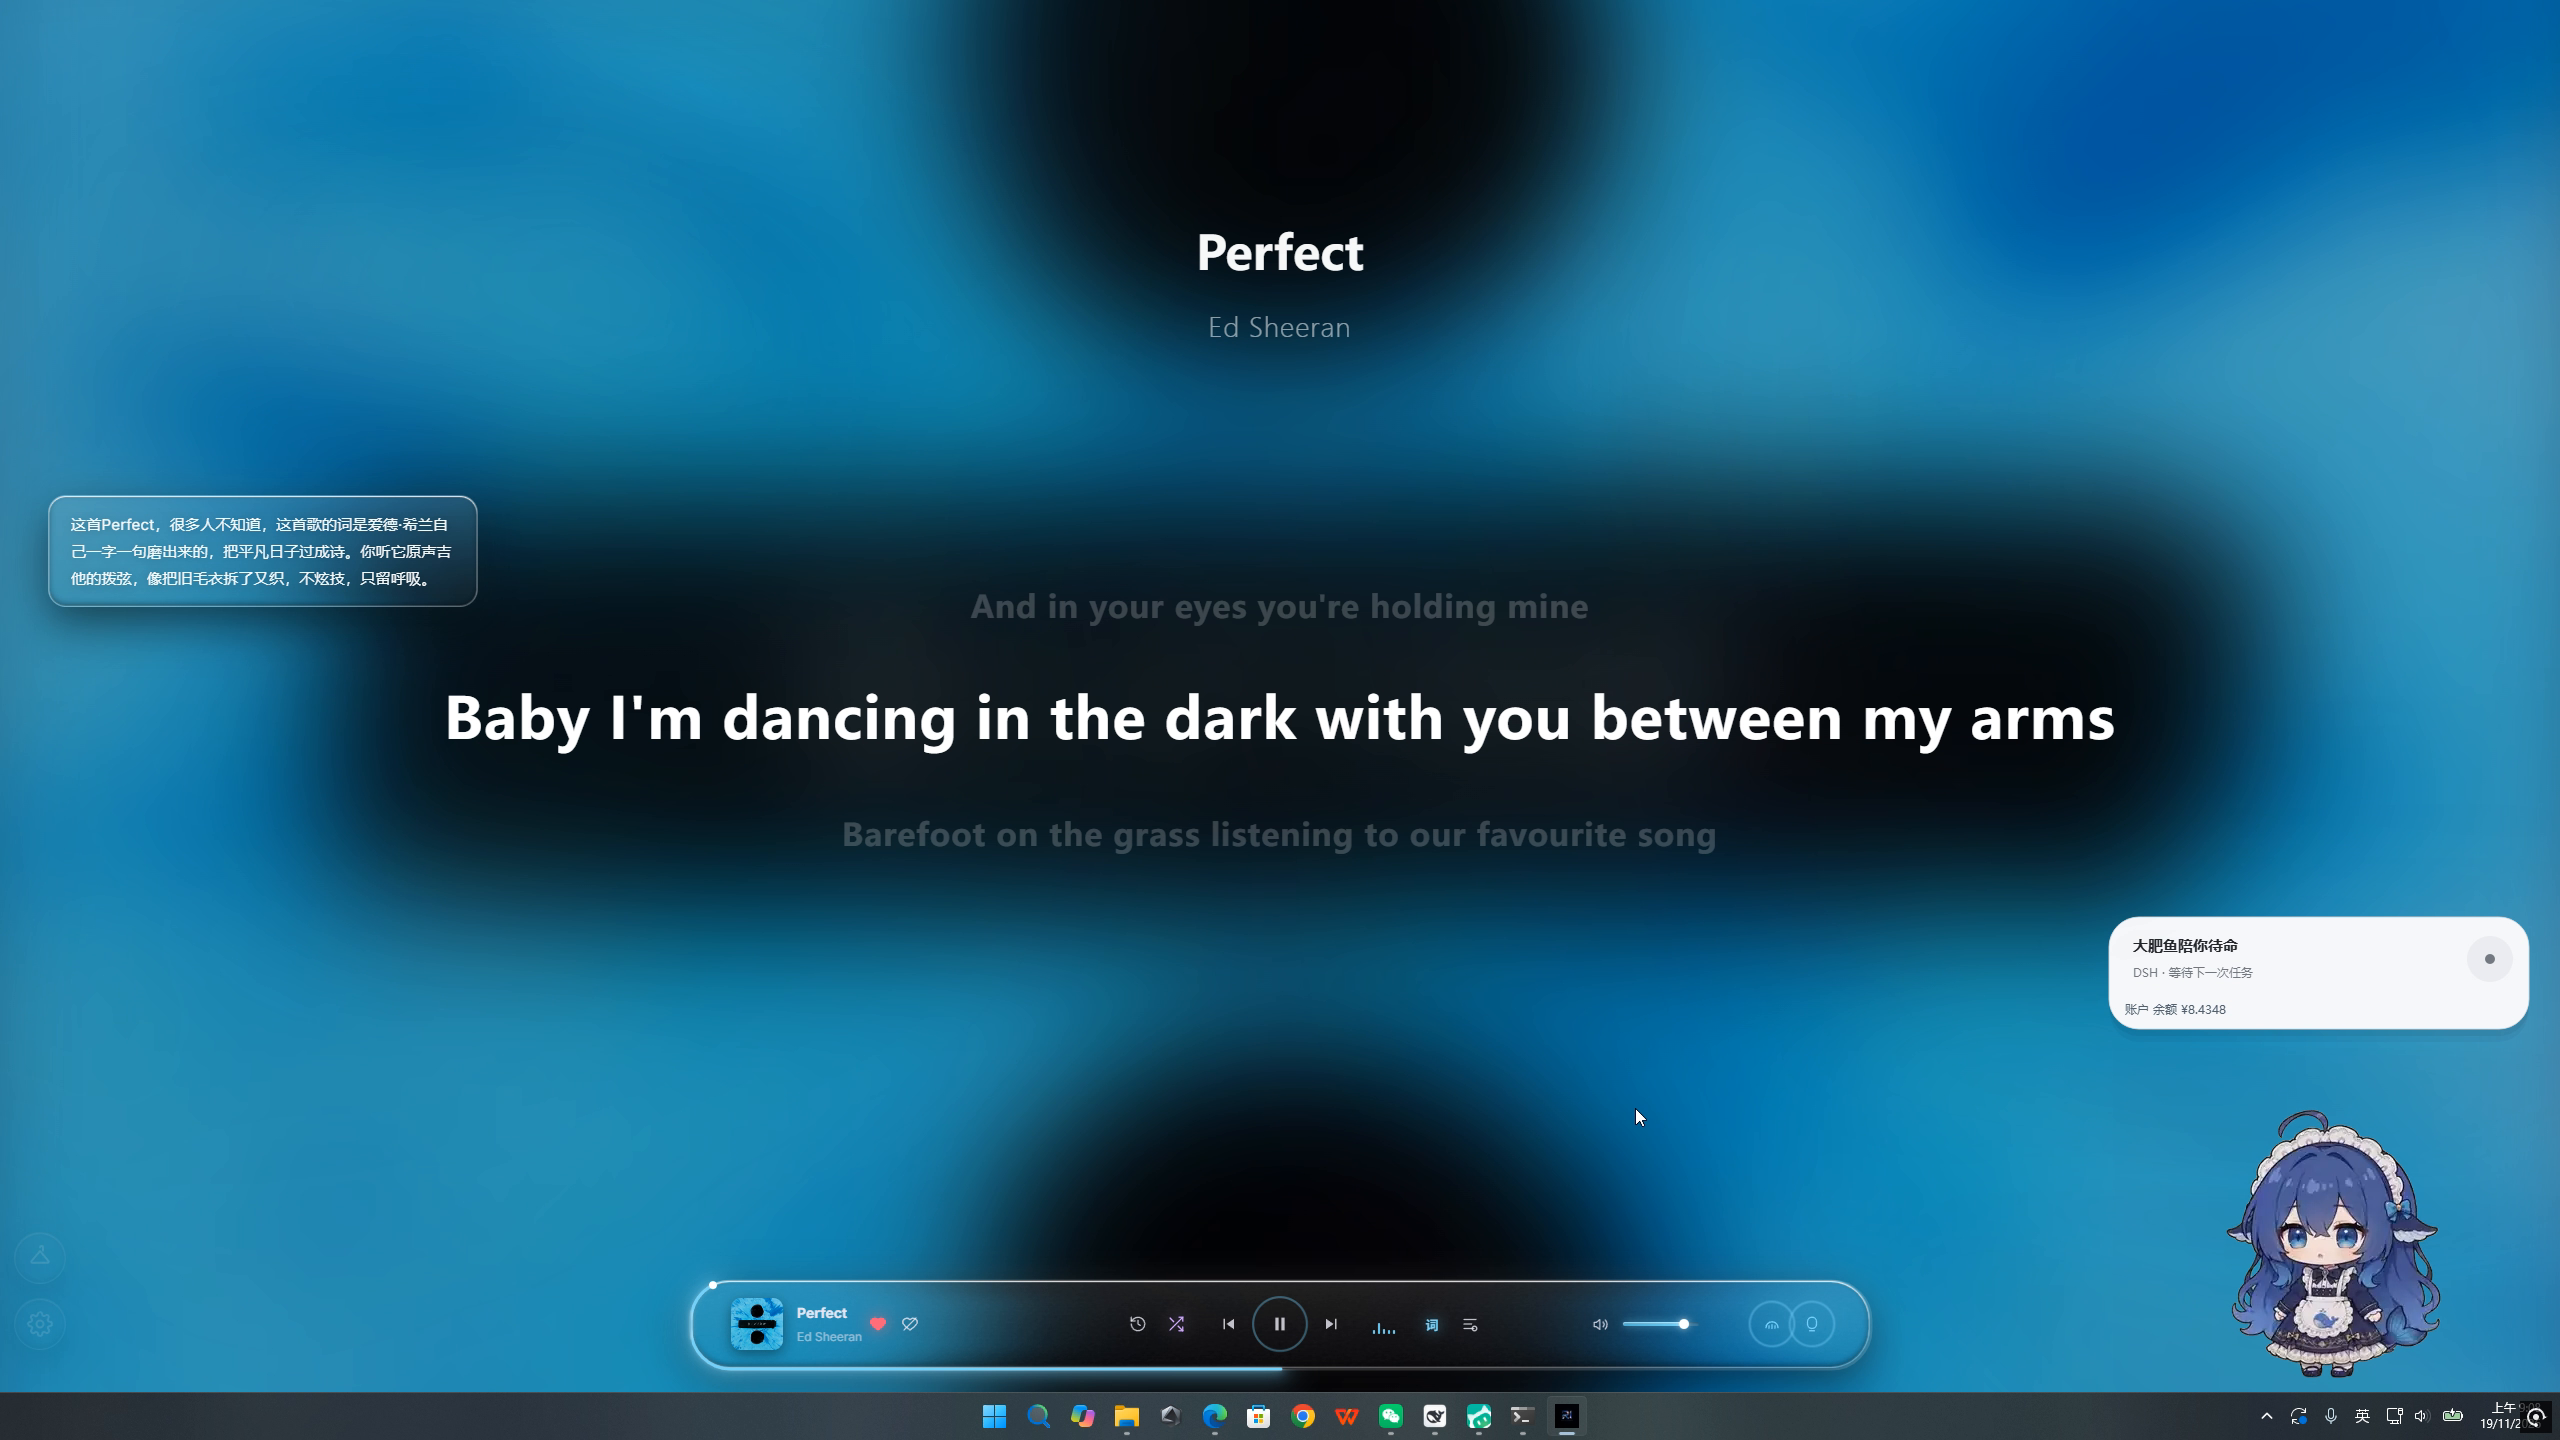 Perfect
Ed Sheeran
这首Perfect，很多人不知道，这首歌的词是爱德·希兰自
己一字一句磨出来的，把平凡日子过成诗。你听它原声吉
他的拨弦，像把旧毛衣拆了又织，不炫技，只留呼吸。
And in your eyes you're holding mine
Baby I'm dancing in the dark with you between my arms
Barefoot on the grass listening to our favourite song
大肥鱼陪你待命
DSH · 等待下一次任务
账户 余额 ¥8.4348
Perfect
Ed Sheeran
词
英
上午
19/11/2